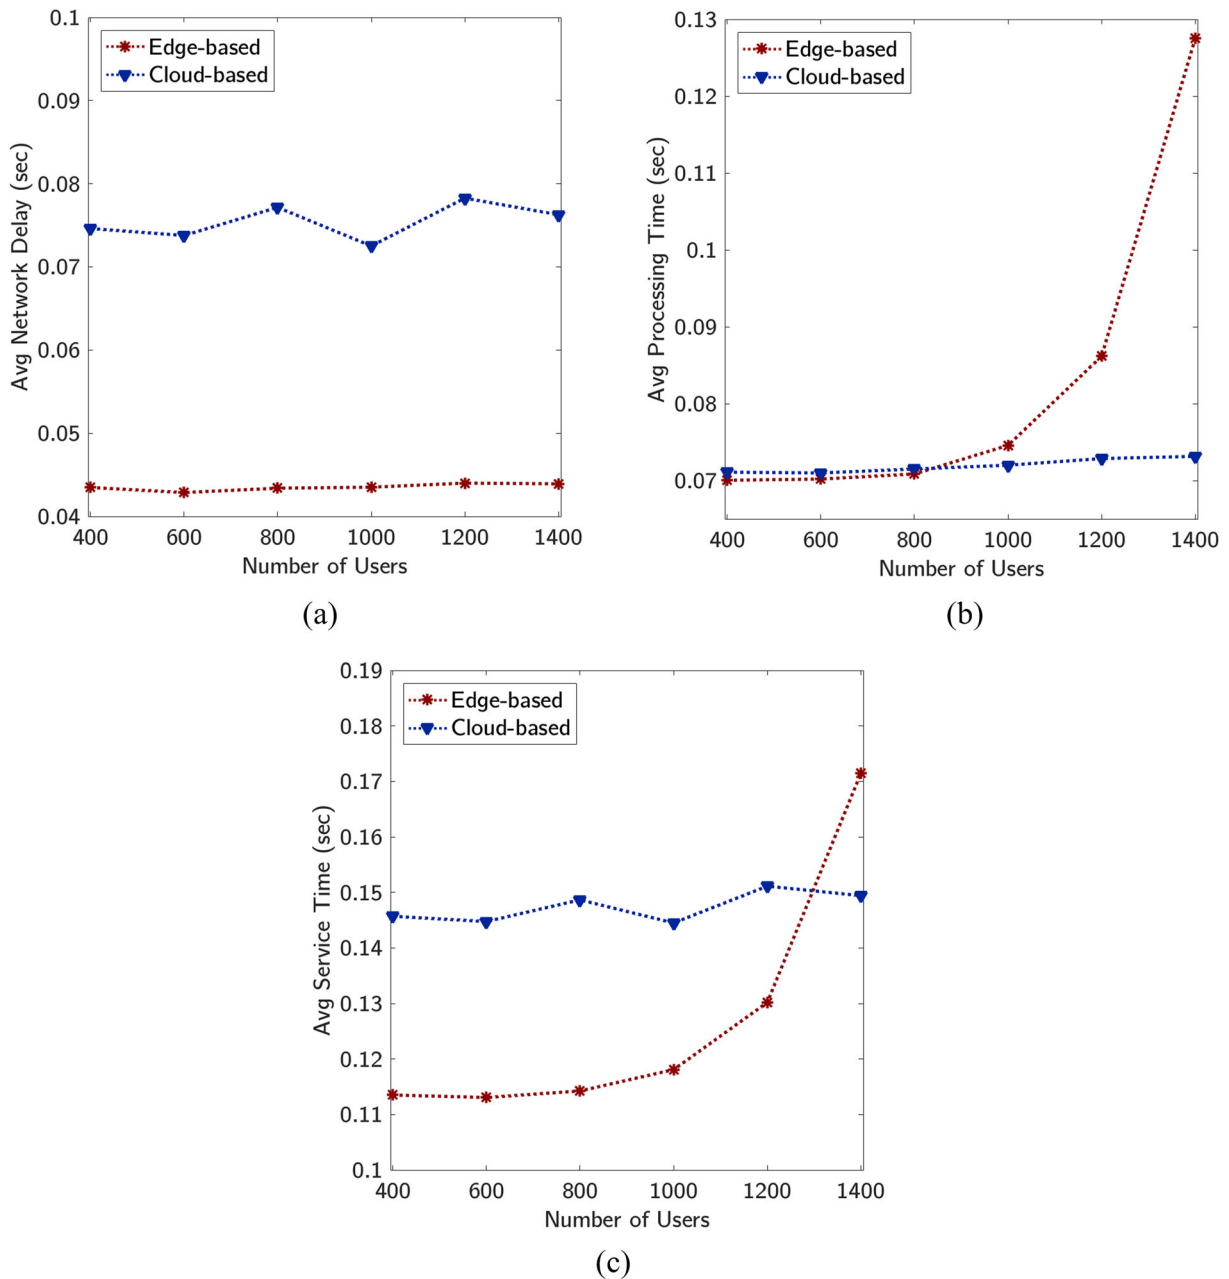 0.1
0.09
0.08
0.07
0.06
0.05
0.04
Avg Network Delay (sec)
Edge-based
Cloud-based
400 600 800 1000 1200 1400
Number of Users
(a)
0.13
0.12
0.11
0.1
0.09
0.08
0.07
Avg Processing Time (sec)
Edge-based
Cloud-based
400 600 800 1000 1200 1400
Number of Users
(b)
0.19
0.18
0.17
0.16
0.15
0.14
0.13
0.12
0.11
0.1
Avg Service Time (sec)
Edge-based
Cloud-based
400 600 800 1000 1200 1400
Number of Users
(c)